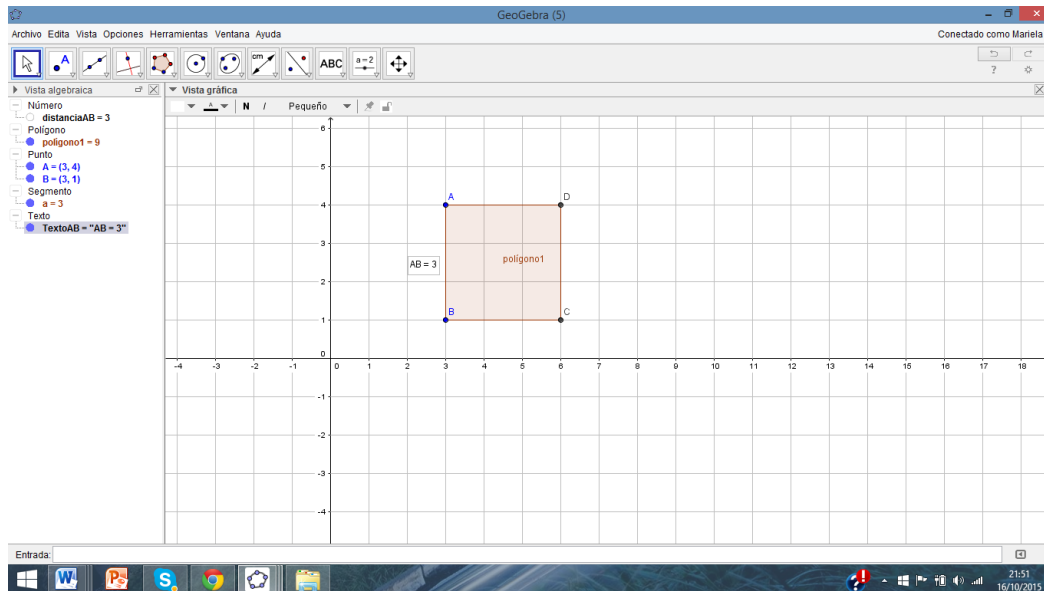 GeoGebra (5)
Archivo Edita Vista Opciones Herramientas Ventana Ayuda
Conectado como Mariela
cm
ABC
a = 2
?
Vista algebraica
Vista gráfica
A
N I
Pequeño
Número
distanciaAB = 3
Polígono
polígono1 = 9
Punto
A = (3, 4)
B = (3, 1)
Segmento
a = 3
Texto
TextoAB = "AB = 3"
6
5
4
3
2
1
0
-1
-2
-3
-4
A
D
AB = 3
polígono1
B
C
-4 -3 -2 -1 0 1 2 3 4 5 6 7 8 9 10 11 12 13 14 15 16 17 18
Entrada:
21:51
16/10/2015